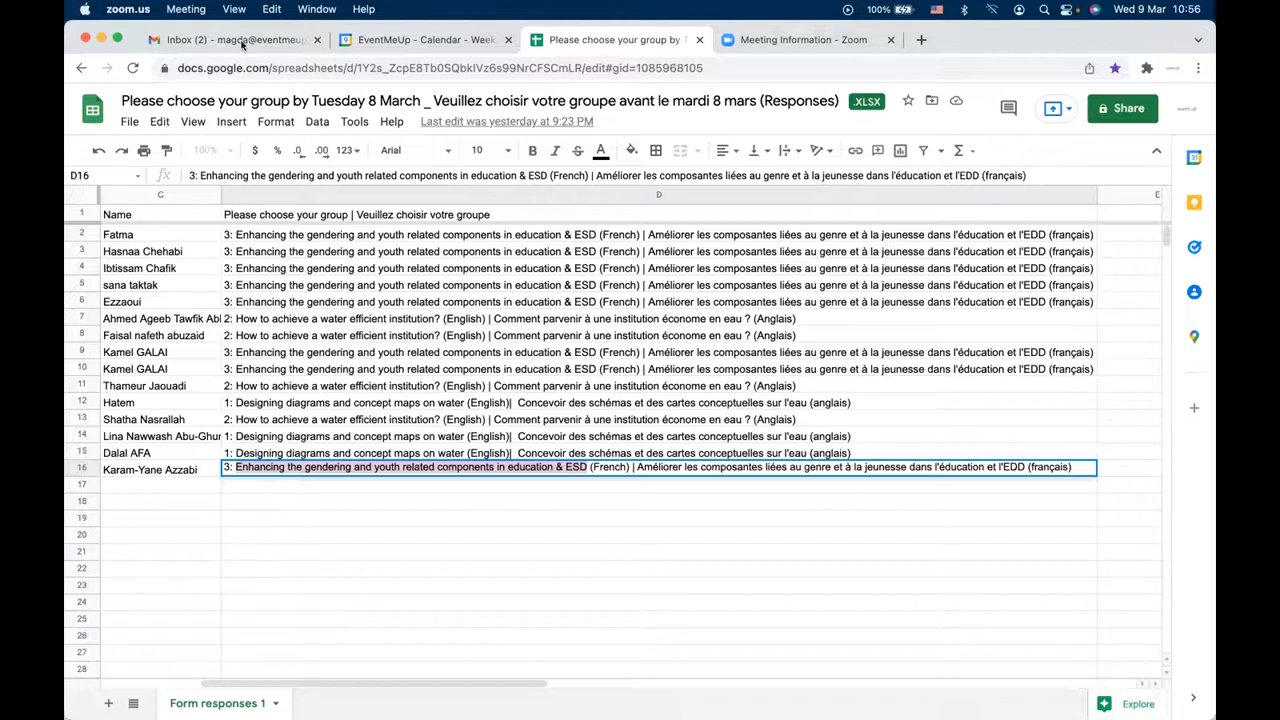 zoom.us Meeting View Edit Window Help 100% Wed 9 Mar 10:56
Inbox (2) - magda@eventmeup EventMeUp - Calendar - Week Please choose your group by Meeting Information - Zoom
docs.google.com/spreadsheets/d/1Y2s_ZcpE8Tb0SQbkIVz6s99NrCFSCmLR/edit#gid=1085968105
Please choose your group by Tuesday 8 March _ Veuillez choisir votre groupe avant le mardi 8 mars (Responses) .XLSX Share
File Edit View Insert Format Data Tools Help Last edit was yesterday at 9:23 PM
100% $ % .0 .00 123 Arial 10 B I S A
D16 fx 3: Enhancing the gendering and youth related components in education & ESD (French) | Améliorer les composantes liées au genre et à la jeunesse dans l'éducation et l'EDD (français)
C D E
1 Name Please choose your group | Veuillez choisir votre groupe
2 Fatma 3: Enhancing the gendering and youth related components in education & ESD (French) | Améliorer les composantes liées au genre et à la jeunesse dans l'éducation et l'EDD (français)
3 Hasnaa Chehabi 3: Enhancing the gendering and youth related components in education & ESD (French) | Améliorer les composantes liées au genre et à la jeunesse dans l'éducation et l'EDD (français)
4 Ibtissam Chafik 3: Enhancing the gendering and youth related components in education & ESD (French) | Améliorer les composantes liées au genre et à la jeunesse dans l'éducation et l'EDD (français)
5 sana taktak 3: Enhancing the gendering and youth related components in education & ESD (French) | Améliorer les composantes liées au genre et à la jeunesse dans l'éducation et l'EDD (français)
6 Ezzaoui 3: Enhancing the gendering and youth related components in education & ESD (French) | Améliorer les composantes liées au genre et à la jeunesse dans l'éducation et l'EDD (français)
7 Ahmed Ageeb Tawfik Abl 2: How to achieve a water efficient institution? (English) | Comment parvenir à une institution économe en eau ? (Anglais)
8 Faisal nafeth abuzaid 2: How to achieve a water efficient institution? (English) | Comment parvenir à une institution économe en eau ? (Anglais)
9 Kamel GALAI 3: Enhancing the gendering and youth related components in education & ESD (French) | Améliorer les composantes liées au genre et à la jeunesse dans l'éducation et l'EDD (français)
10 Kamel GALAI 3: Enhancing the gendering and youth related components in education & ESD (French) | Améliorer les composantes liées au genre et à la jeunesse dans l'éducation et l'EDD (français)
11 Thameur Jaouadi 2: How to achieve a water efficient institution? (English) | Comment parvenir à une institution économe en eau ? (Anglais)
12 Hatem 1: Designing diagrams and concept maps on water (English)| Concevoir des schémas et des cartes conceptuelles sur l'eau (anglais)
13 Shatha Nasrallah 2: How to achieve a water efficient institution? (English) | Comment parvenir à une institution économe en eau ? (Anglais)
14 Lina Nawwash Abu-Ghur 1: Designing diagrams and concept maps on water (English)| Concevoir des schémas et des cartes conceptuelles sur l'eau (anglais)
15 Dalal AFA 1: Designing diagrams and concept maps on water (English)| Concevoir des schémas et des cartes conceptuelles sur l'eau (anglais)
16 Karam-Yane Azzabi 3: Enhancing the gendering and youth related components in education & ESD (French) | Améliorer les composantes liées au genre et à la jeunesse dans l'éducation et l'EDD (français)
17
18
19
20
21
22
23
24
25
26
27
28
Form responses 1 Explore